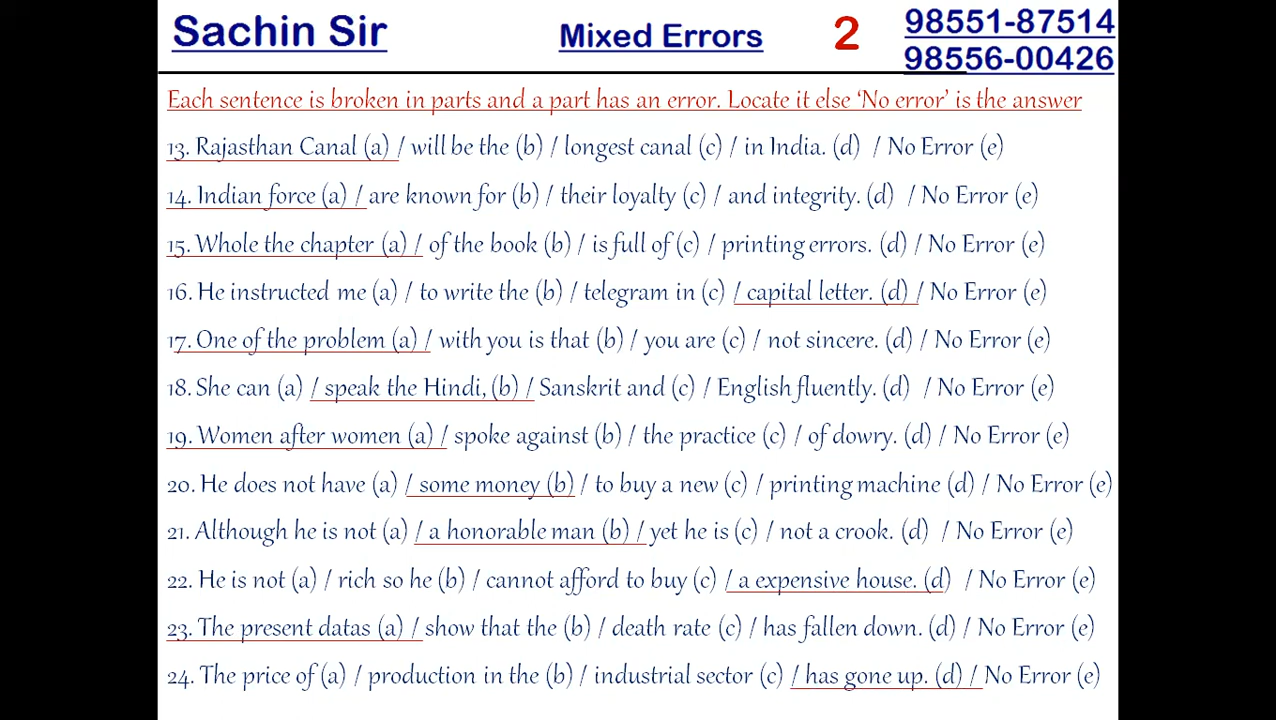 Sachin Sir Mixed Errors 2 98551-87514
98556-00426
Each sentence is broken in parts and a part has an error. Locate it else ‘No error’ is the answer
13. Rajasthan Canal (a) / will be the (b) / longest canal (c) / in India. (d) / No Error (e)
14. Indian force (a) / are known for (b) / their loyalty (c) / and integrity. (d) / No Error (e)
15. Whole the chapter (a) / of the book (b) / is full of (c) / printing errors. (d) / No Error (e)
16. He instructed me (a) / to write the (b) / telegram in (c) / capital letter. (d) / No Error (e)
17. One of the problem (a) / with you is that (b) / you are (c) / not sincere. (d) / No Error (e)
18. She can (a) / speak the Hindi, (b) / Sanskrit and (c) / English fluently. (d) / No Error (e)
19. Women after women (a) / spoke against (b) / the practice (c) / of dowry. (d) / No Error (e)
20. He does not have (a) / some money (b) / to buy a new (c) / printing machine (d) / No Error (e)
21. Although he is not (a) / a honorable man (b) / yet he is (c) / not a crook. (d) / No Error (e)
22. He is not (a) / rich so he (b) / cannot afford to buy (c) / a expensive house. (d) / No Error (e)
23. The present datas (a) / show that the (b) / death rate (c) / has fallen down. (d) / No Error (e)
24. The price of (a) / production in the (b) / industrial sector (c) / has gone up. (d) / No Error (e)